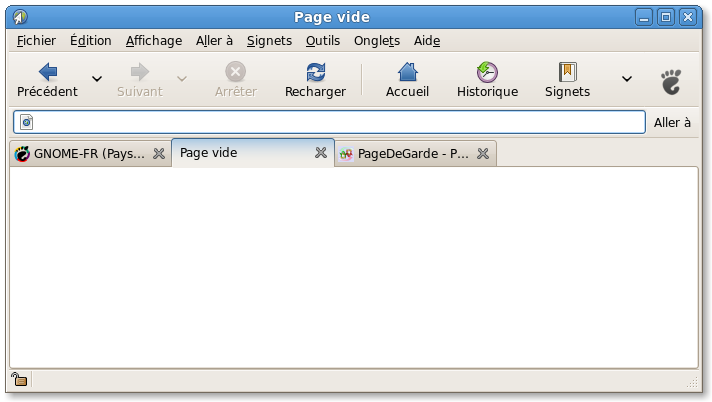 Page vide
Fichier Édition Affichage Aller à Signets Outils Onglets Aide
Précédent Suivant Arrêter Recharger Accueil Historique Signets
Aller à
GNOME-FR (Pays... Page vide PageDeGarde - P...